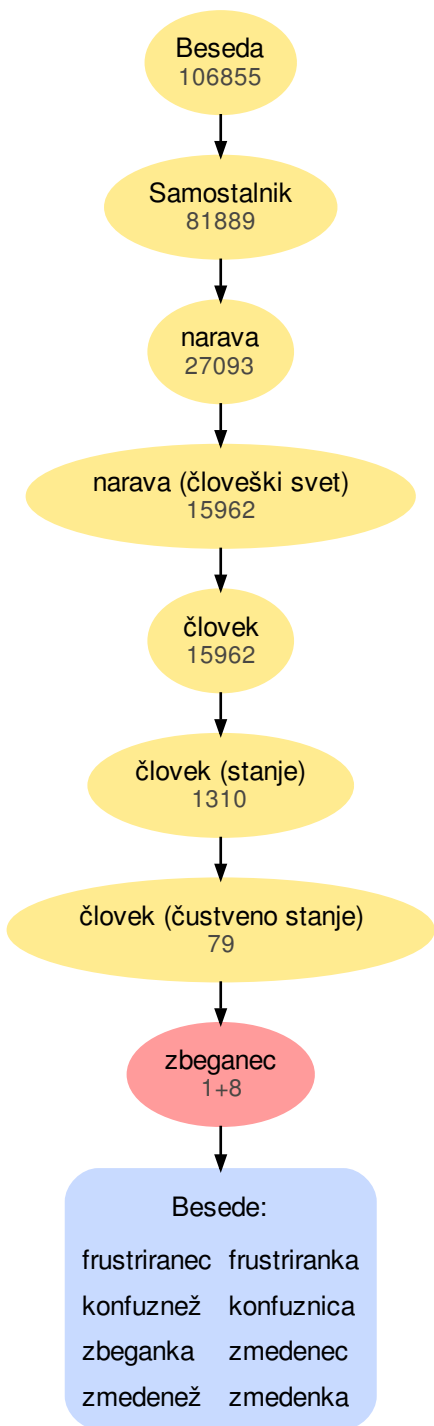 Beseda
106855
Samostalnik
81889
narava
27093
narava (človeški svet)
15962
človek
15962
človek (stanje)
1310
človek (čustveno stanje)
79
zbeganec
1+8
Besede:
frustriranec frustriranka
konfuznež konfuznica
zbeganka zmedenec
zmedenež zmedenka